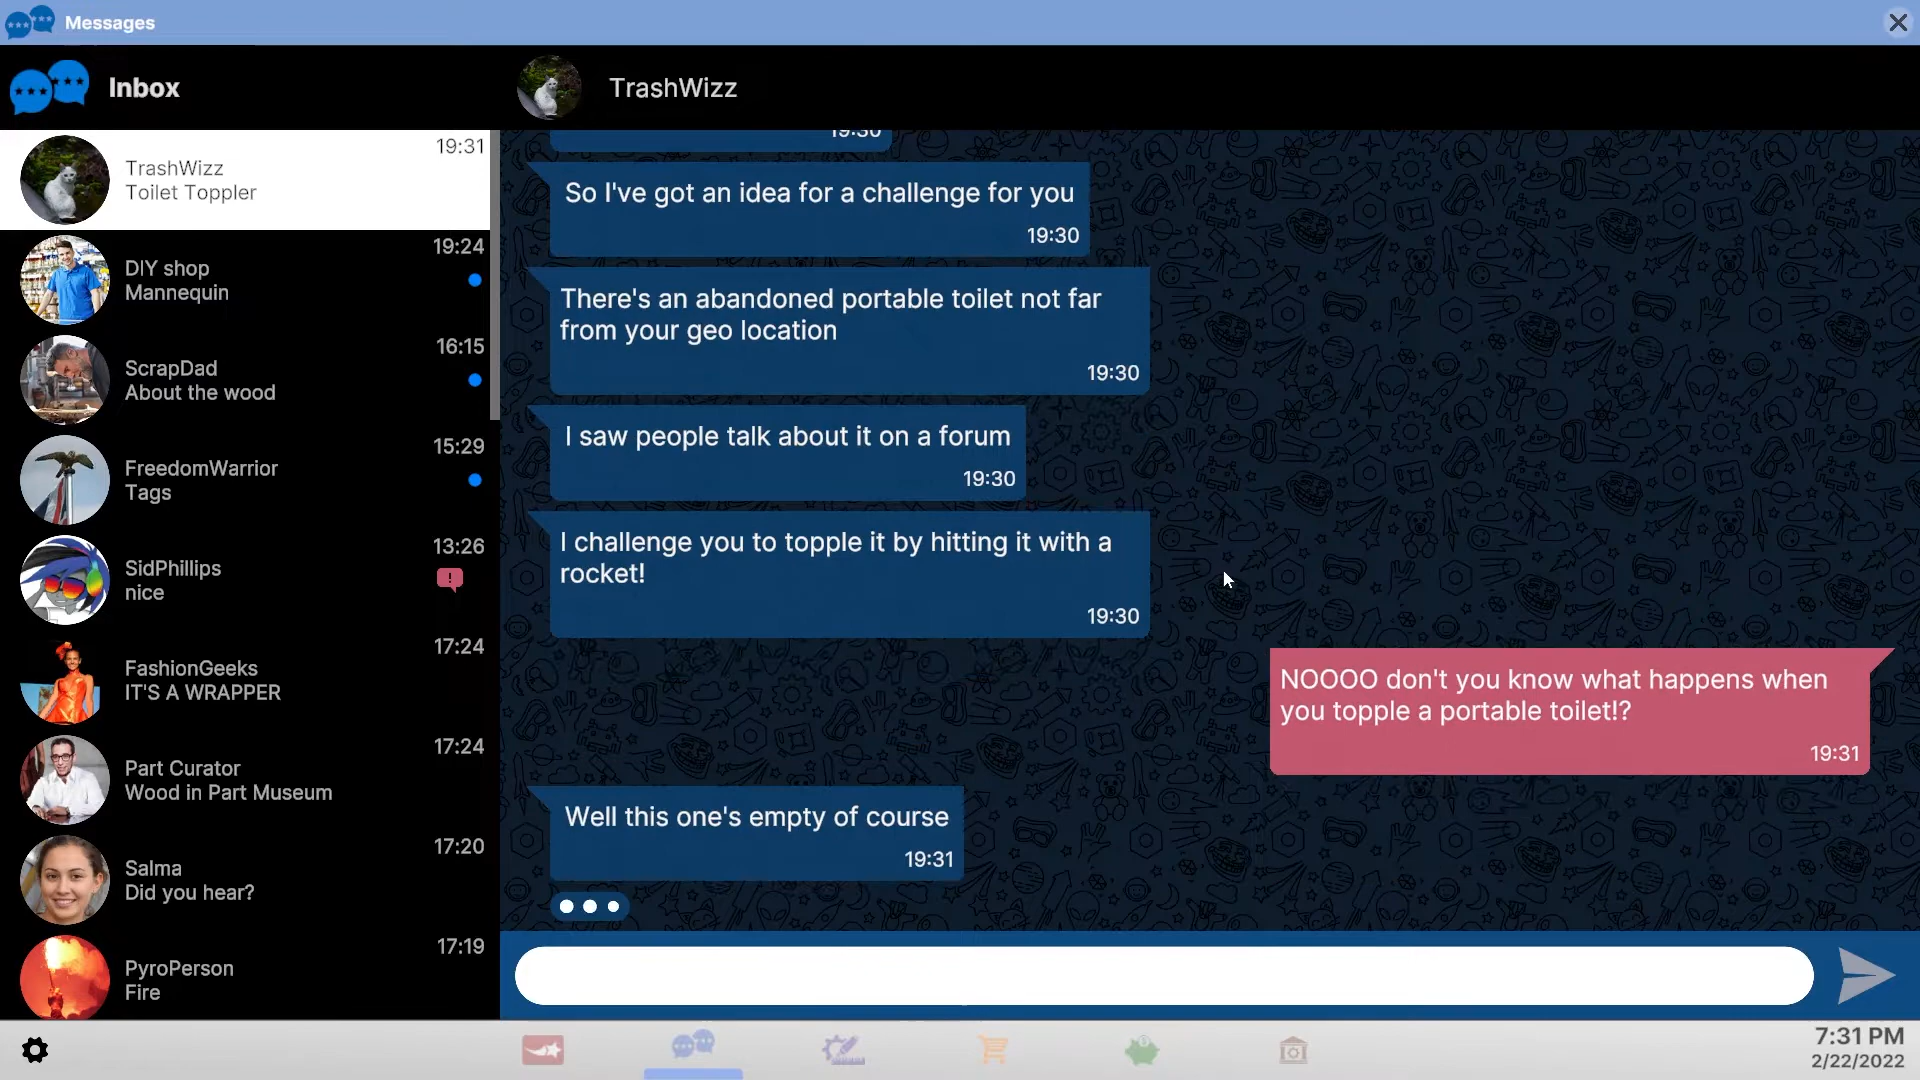 Messages
Inbox
TrashWizz
19:31
TrashWizz
Toilet Toppler
19:24
DIY shop
Mannequin
16:15
ScrapDad
About the wood
15:29
FreedomWarrior
Tags
13:26
SidPhillips
nice
17:24
FashionGeeks
IT'S A WRAPPER
17:24
Part Curator
Wood in Part Museum
17:20
Salma
Did you hear?
17:19
PyroPerson
Fire
19:30
So I've got an idea for a challenge for you
19:30
There's an abandoned portable toilet not far
from your geo location
19:30
I saw people talk about it on a forum
19:30
I challenge you to topple it by hitting it with a
rocket!
19:30
NOOOO don't you know what happens when
you topple a portable toilet!?
19:31
Well this one's empty of course
19:31
7:31 PM
2/22/2022